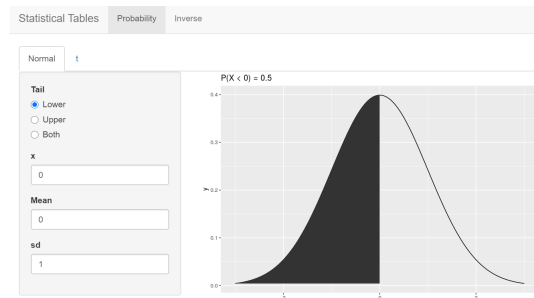 Statistical Tables Probability Inverse
Normal t
Tail
Lower
Upper
Both
x
0
Mean
0
sd
1
P(X < 0) = 0.5
0.4
0.3
0.2
0.1
0.0
y